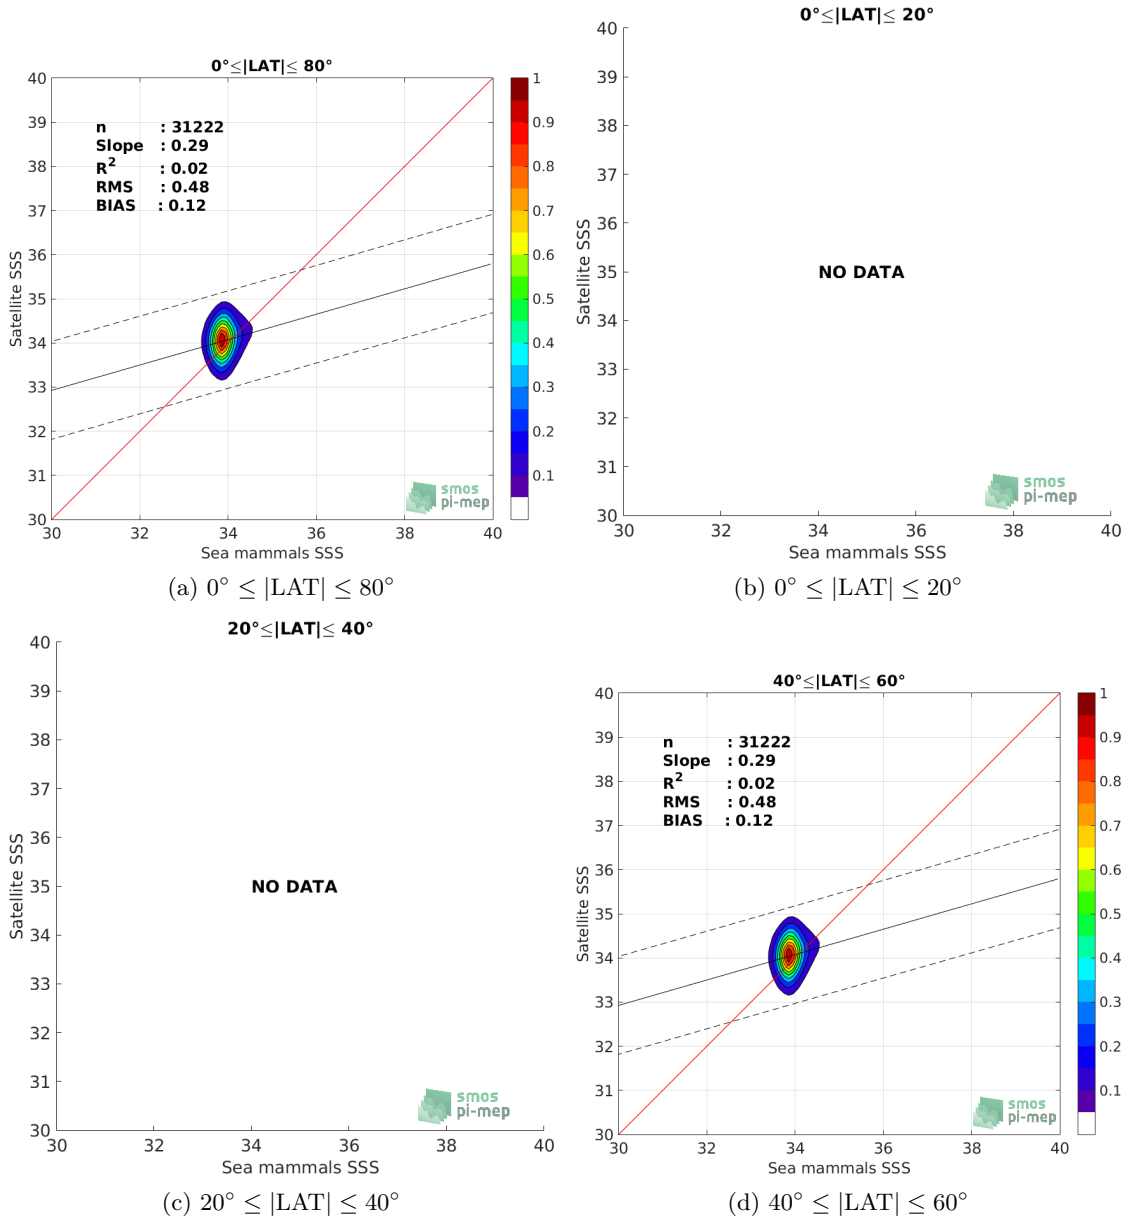 0°≤|LAT|≤ 80°
n : 31222
Slope : 0.29
R² : 0.02
RMS : 0.48
BIAS : 0.12
Satellite SSS
40
39
38
37
36
35
34
33
32
31
30
30 32 34 36 38 40
Sea mammals SSS
1
0.9
0.8
0.7
0.6
0.5
0.4
0.3
0.2
0.1
smos
pi-mep
(a) 0° ≤ |LAT| ≤ 80°
0°≤|LAT|≤ 20°
Satellite SSS
40
39
38
37
36
35
34
33
32
31
30
NO DATA
30 32 34 36 38 40
Sea mammals SSS
smos
pi-mep
(b) 0° ≤ |LAT| ≤ 20°
20°≤|LAT|≤ 40°
Satellite SSS
40
39
38
37
36
35
34
33
32
31
30
NO DATA
30 32 34 36 38 40
Sea mammals SSS
smos
pi-mep
(c) 20° ≤ |LAT| ≤ 40°
40°≤|LAT|≤ 60°
n : 31222
Slope : 0.29
R² : 0.02
RMS : 0.48
BIAS : 0.12
Satellite SSS
40
39
38
37
36
35
34
33
32
31
30
30 32 34 36 38 40
Sea mammals SSS
1
0.9
0.8
0.7
0.6
0.5
0.4
0.3
0.2
0.1
smos
pi-mep
(d) 40° ≤ |LAT| ≤ 60°